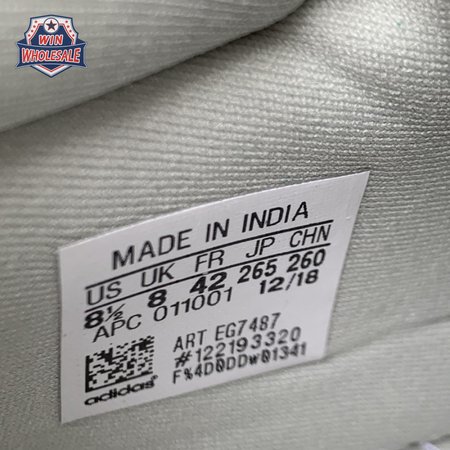 WIN
WHOLESALE
MADE IN INDIA
US UK FR JP CHN
8½ 8 42 265 260
APC 011001 12/18
ART EG7487
#122193320
F%4D0DDW01341
adidas